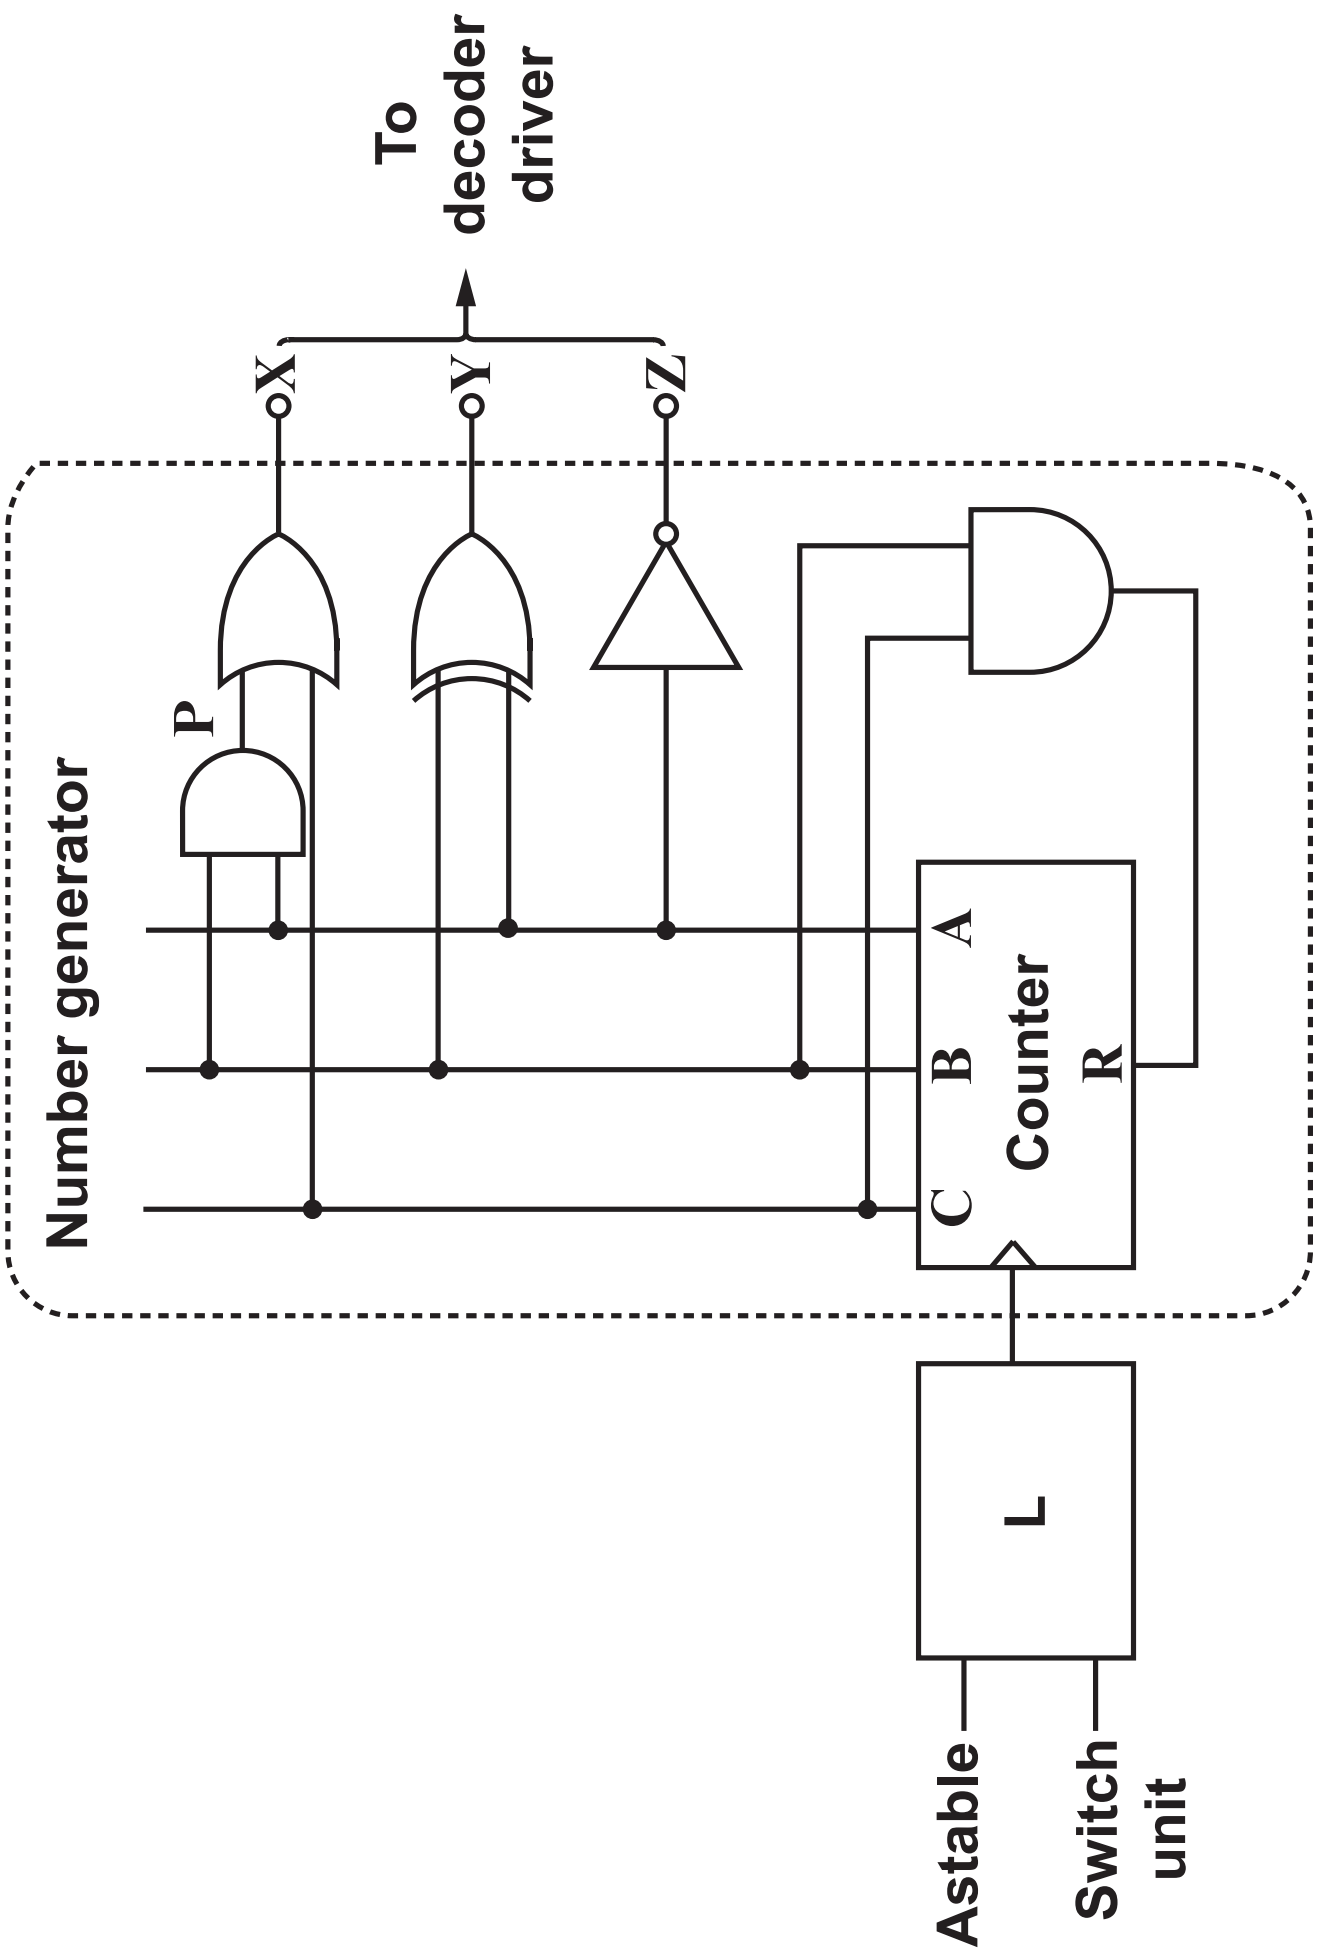 Number generator
P
X
Y
Z
To
decoder
driver
C
B
A
Counter
R
L
Astable
Switch
unit